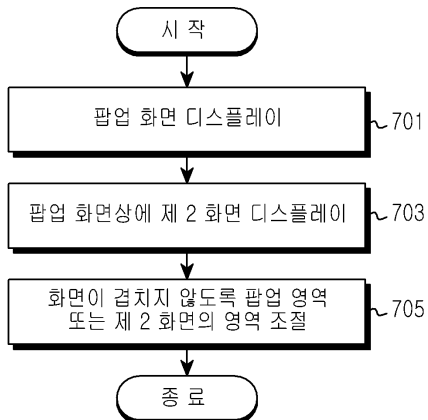 시 작
팝업 화면 디스플레이
701
팝업 화면상에 제 2 화면 디스플레이
703
화면이 겹치지 않도록 팝업 영역
또는 제 2 화면의 영역 조절
705
종 료